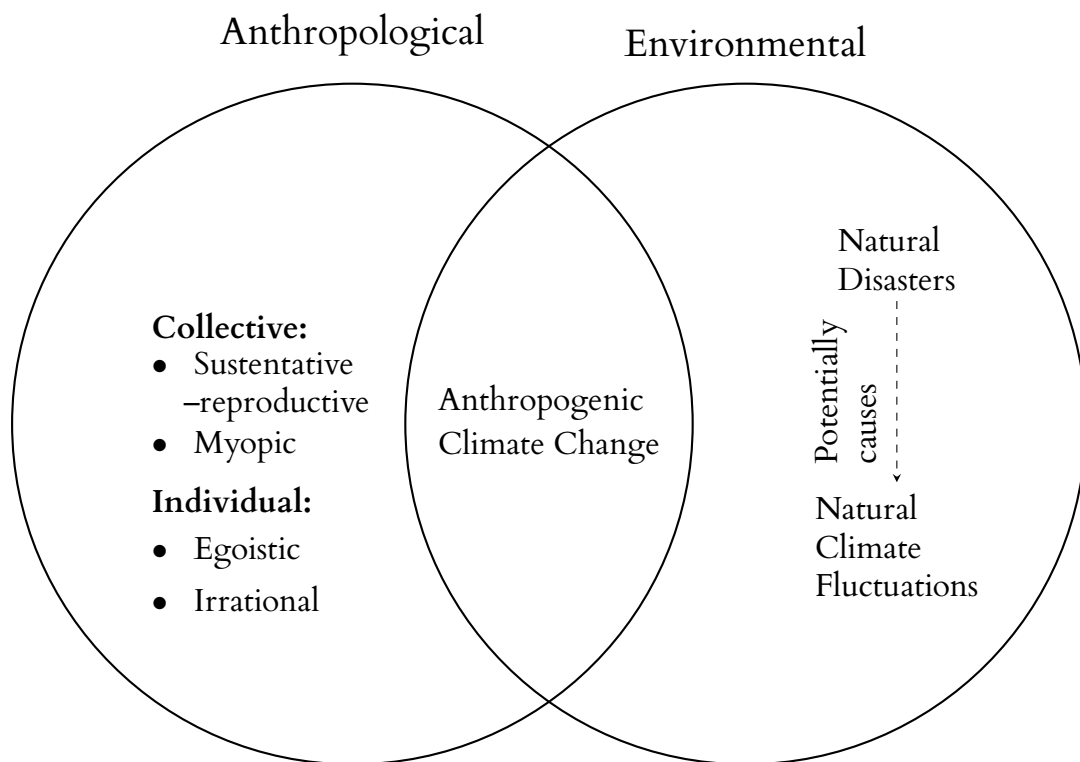 Anthropological
Environmental
Collective:
• Sustentative
–reproductive
• Myopic
Individual:
• Egoistic
• Irrational
Anthropogenic
Climate Change
Natural
Disasters
Potentially
causes
Natural
Climate
Fluctuations